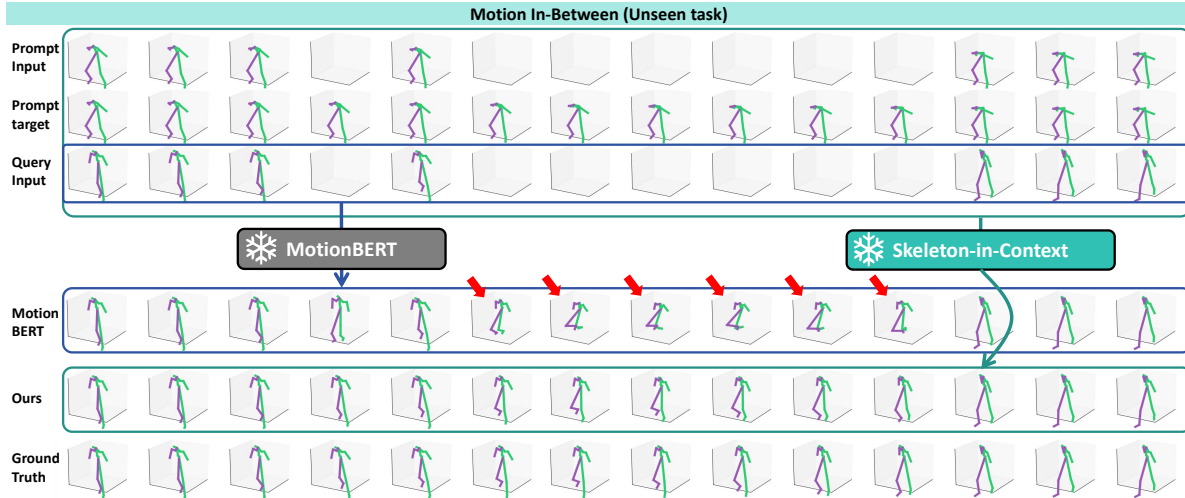 Motion In-Between (Unseen task)
Prompt
Input
Prompt
target
Query
Input
MotionBERT
Skeleton-in-Context
Motion
BERT
Ours
Ground
Truth